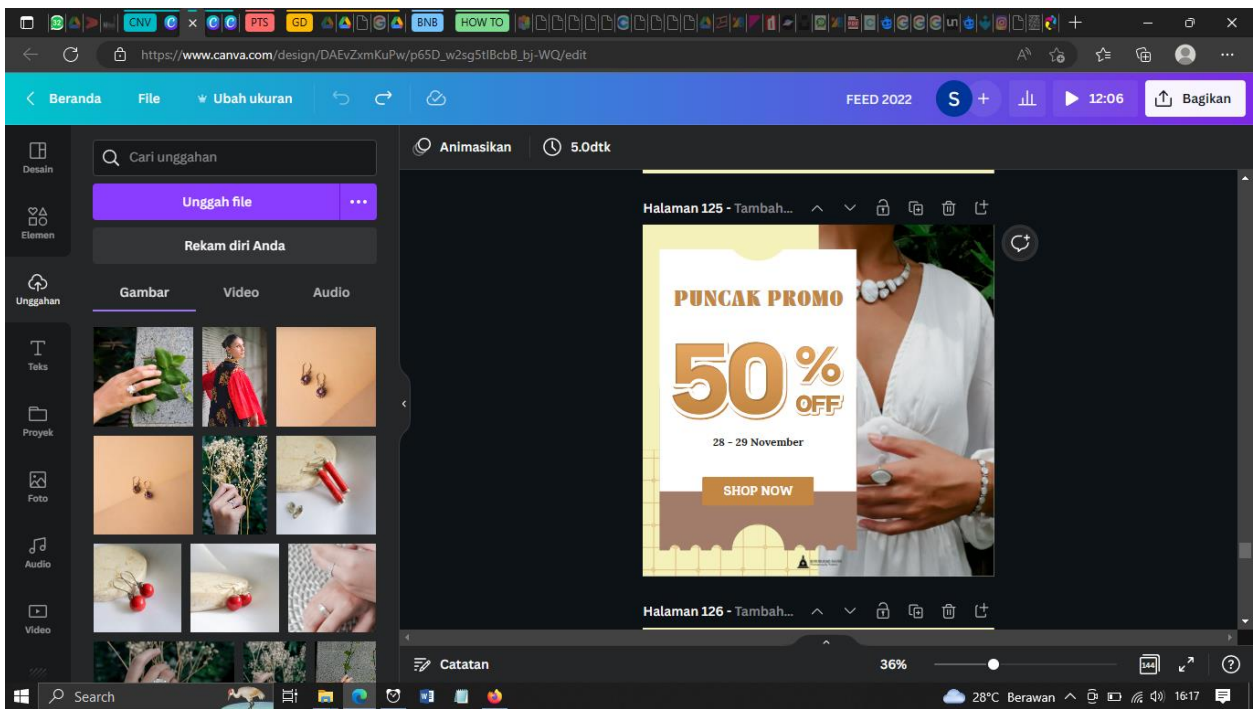 CNV
PTS
GD
BNB
HOW TO
https://www.canva.com/design/DAEvZxmKuPw/p65D_w2sg5tlBcbB_bj-WQ/edit
Beranda File Ubah ukuran
FEED 2022 S + 12:06 Bagikan
Desain
Elemen
Unggahan
Teks
Proyek
Foto
Audio
Video
Cari unggahan
Unggah file
Rekam diri Anda
Gambar Video Audio
Animasikan 5.0dtk
Halaman 125 - Tambah...
PUNCAK PROMO
50%
OFF
28 - 29 November
SHOP NOW
Halaman 126 - Tambah...
Catatan
36%
144
Search
28°C Berawan
16:17